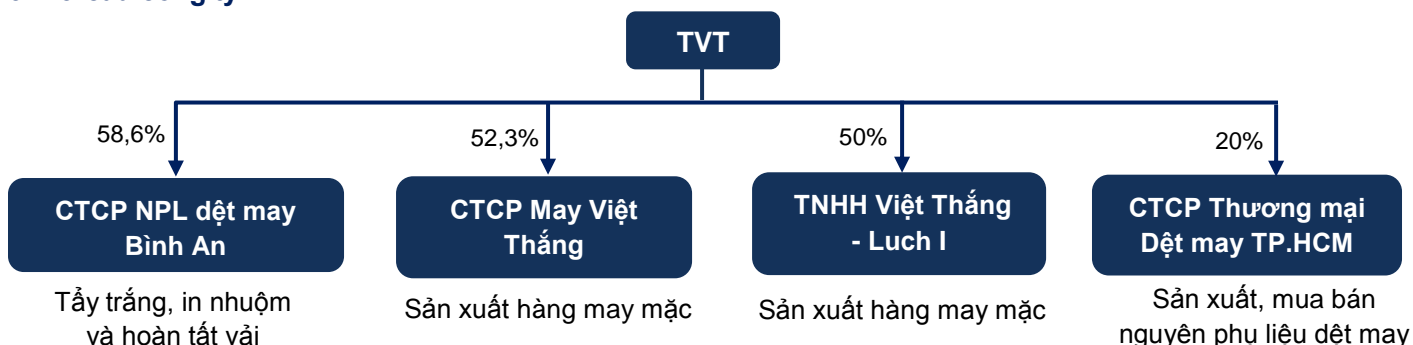 TVT
58,6%
52,3%
50%
20%
CTCP NPL dệt may
Bình An
CTCP May Việt
Thắng
TNHH Việt Thắng
- Luch I
CTCP Thương mại
Dệt may TP.HCM
Tẩy trắng, in nhuộm
và hoàn tất vải
Sản xuất hàng may mặc
Sản xuất hàng may mặc
Sản xuất, mua bán
nguyên phụ liệu dệt may